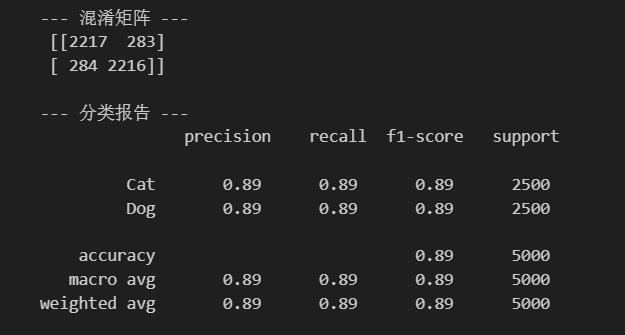 --- 混淆矩阵 ---
[[2217  283]
[ 284 2216]]
--- 分类报告 ---
precision    recall  f1-score   support
Cat       0.89      0.89      0.89      2500
Dog       0.89      0.89      0.89      2500
accuracy                           0.89      5000
macro avg       0.89      0.89      0.89      5000
weighted avg       0.89      0.89      0.89      5000